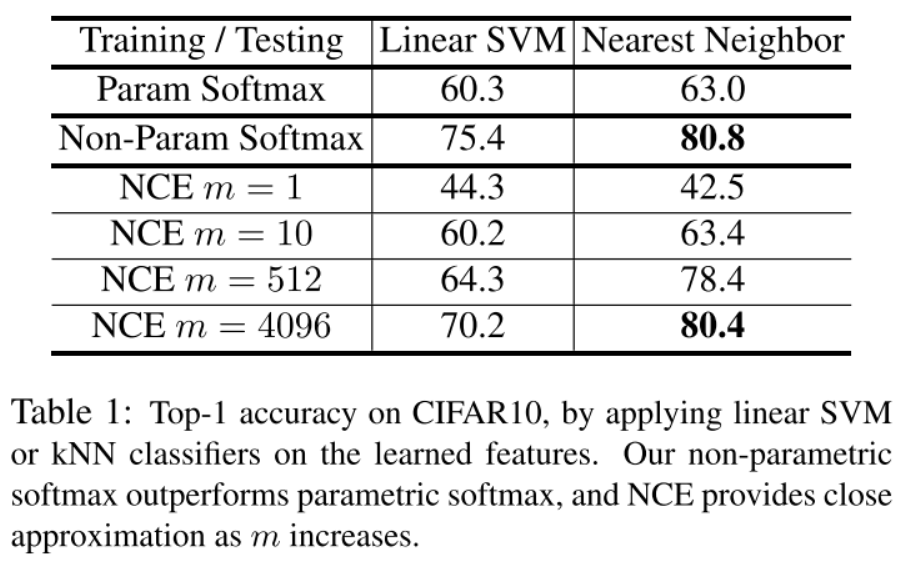 Training / Testing Linear SVM Nearest Neighbor
Param Softmax 60.3 63.0
Non-Param Softmax 75.4 80.8
NCE m = 1 44.3 42.5
NCE m = 10 60.2 63.4
NCE m = 512 64.3 78.4
NCE m = 4096 70.2 80.4
Table 1: Top-1 accuracy on CIFAR10, by applying linear SVM
or kNN classifiers on the learned features. Our non-parametric
softmax outperforms parametric softmax, and NCE provides close
approximation as m increases.